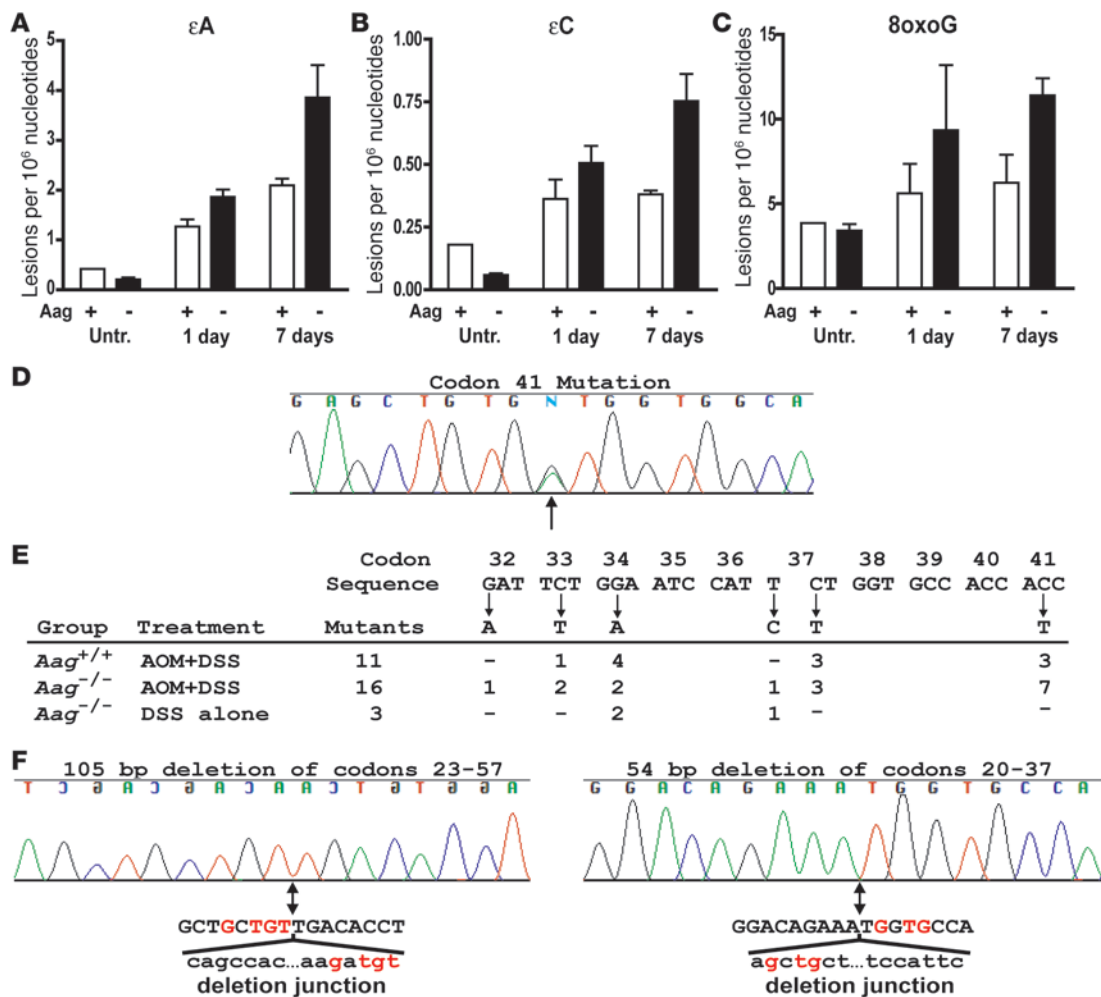 A
εA
Lesions per 10⁶ nucleotides
5
4
3
2
1
0
Aag + - + - + -
Untr. 1 day 7 days
B
εC
Lesions per 10⁶ nucleotides
1.00
0.75
0.50
0.25
0.00
Aag + - + - + -
Untr. 1 day 7 days
C
8oxoG
Lesions per 10⁶ nucleotides
15
10
5
0
Aag + - + - + -
Untr. 1 day 7 days
D
Codon 41 Mutation
G A G C T G T G N T G G T G G C A
E
Codon 32 33 34 35 36 37 38 39 40 41
Sequence GAT TCT GGA ATC CAT T CT GGT GCC ACC ACC
Group Treatment Mutants A T A C T T
Aag+/+ AOM+DSS 11 - 1 4 - 3 3
Aag-/- AOM+DSS 16 1 2 2 1 3 7
Aag-/- DSS alone 3 - - 2 1 - -
F
105 bp deletion of codons 23-57
T C G A C G A C A A C T G T G G A
GCTGCTGTTGACACCT
cagccac...aagatgt
deletion junction
54 bp deletion of codons 20-37
G G A C A G A A A T G G T G C C A
GGACAGAAATGGTGCCA
agctgct...tccattc
deletion junction